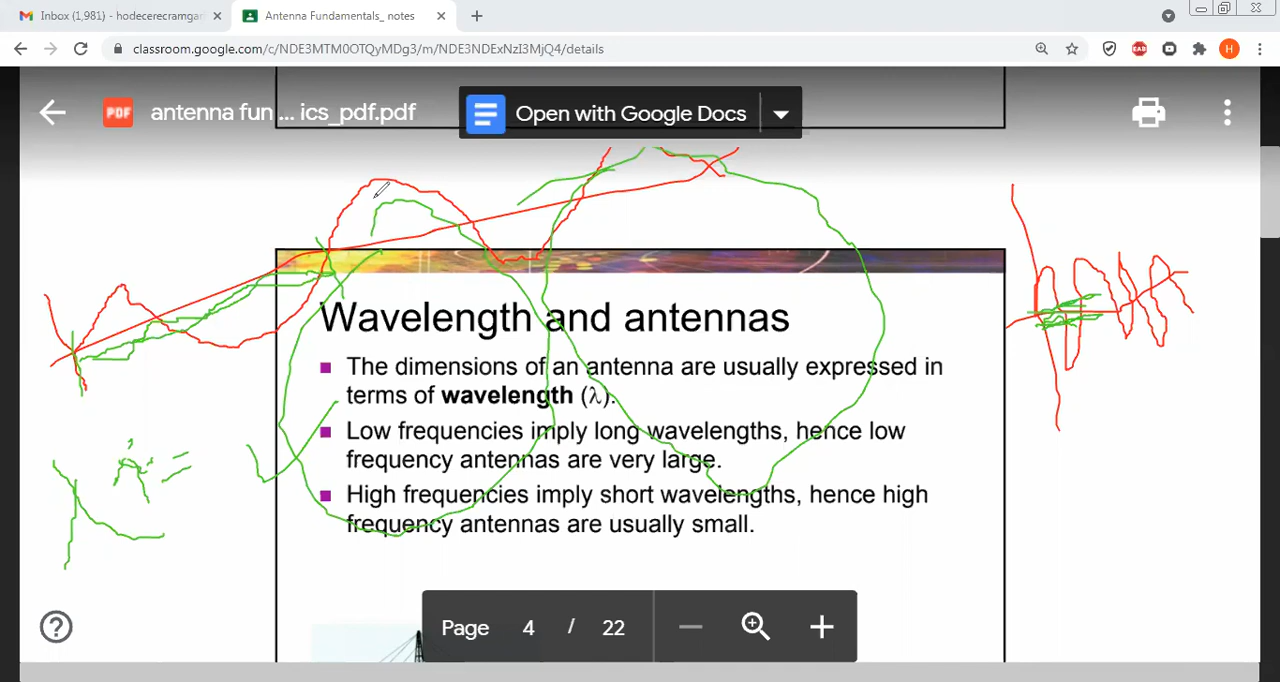 Inbox (1,981) - hodecerecramgar
Antenna Fundamentals_ notes
classroom.google.com/c/NDE3MTM0OTQyMDg3/m/NDE3NDExNzI3MjQ4/details
EAD
H
PDF
antenna fun ... ics_pdf.pdf
Open with Google Docs
Wavelength and antennas
The dimensions of an antenna are usually expressed in
terms of wavelength (λ).
Low frequencies imply long wavelengths, hence low
frequency antennas are very large.
High frequencies imply short wavelengths, hence high
frequency antennas are usually small.
Page 4 / 22